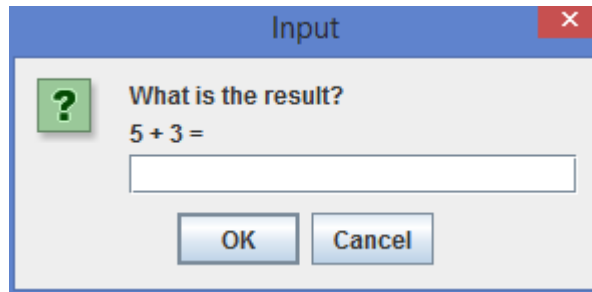 Input
What is the result?
5 + 3 =
OK Cancel